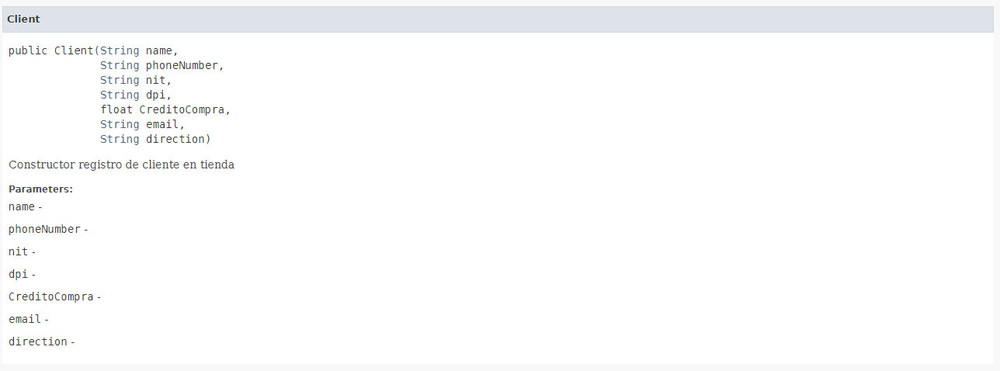 Client
public Client(String name,
String phoneNumber,
String nit,
String dpi,
float CreditoCompra,
String email,
String direction)
Constructor registro de cliente en tienda
Parameters:
name -
phoneNumber -
nit -
dpi -
CreditoCompra -
email -
direction -